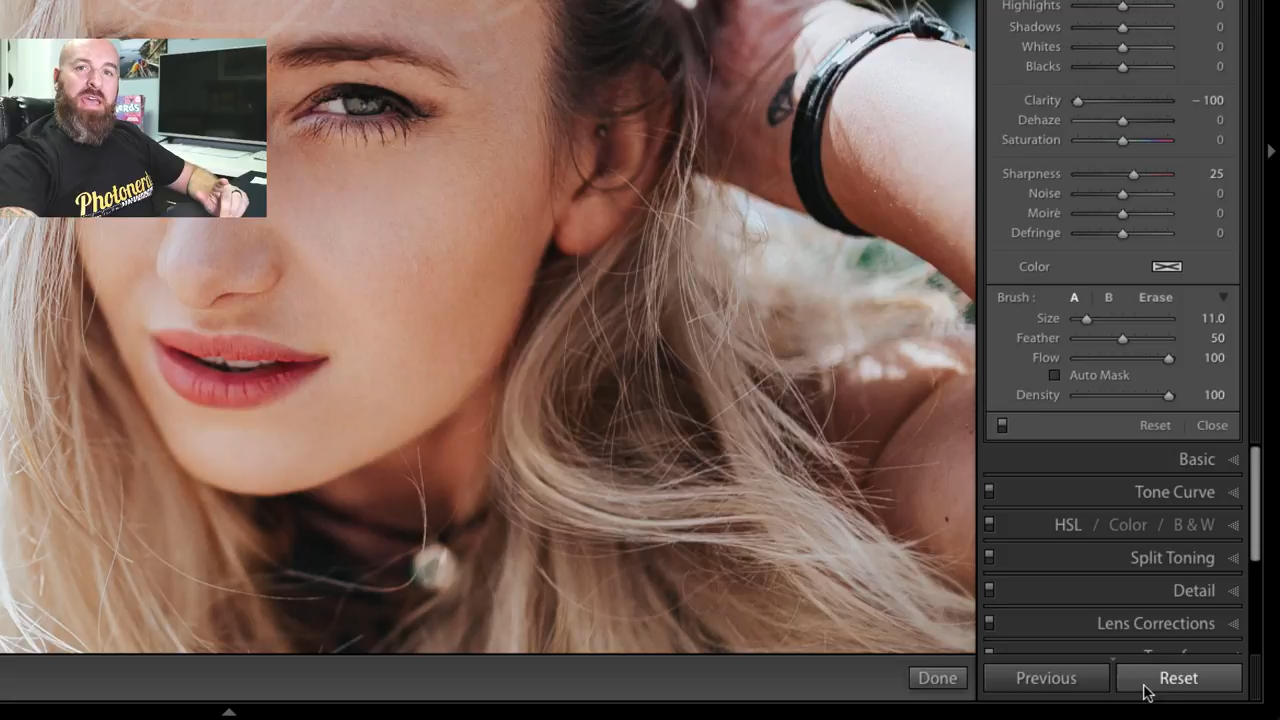 Highlights 0
Shadows 0
Whites 0
Blacks 0
Clarity – 100
Dehaze 0
Saturation 0
Sharpness 25
Noise 0
Moiré 0
Defringe 0
Color
Brush : A B Erase
Size 11.0
Feather 50
Flow 100
Auto Mask
Density 100
Reset Close
Basic
Tone Curve
HSL / Color / B & W
Split Toning
Detail
Lens Corrections
Done Previous Reset